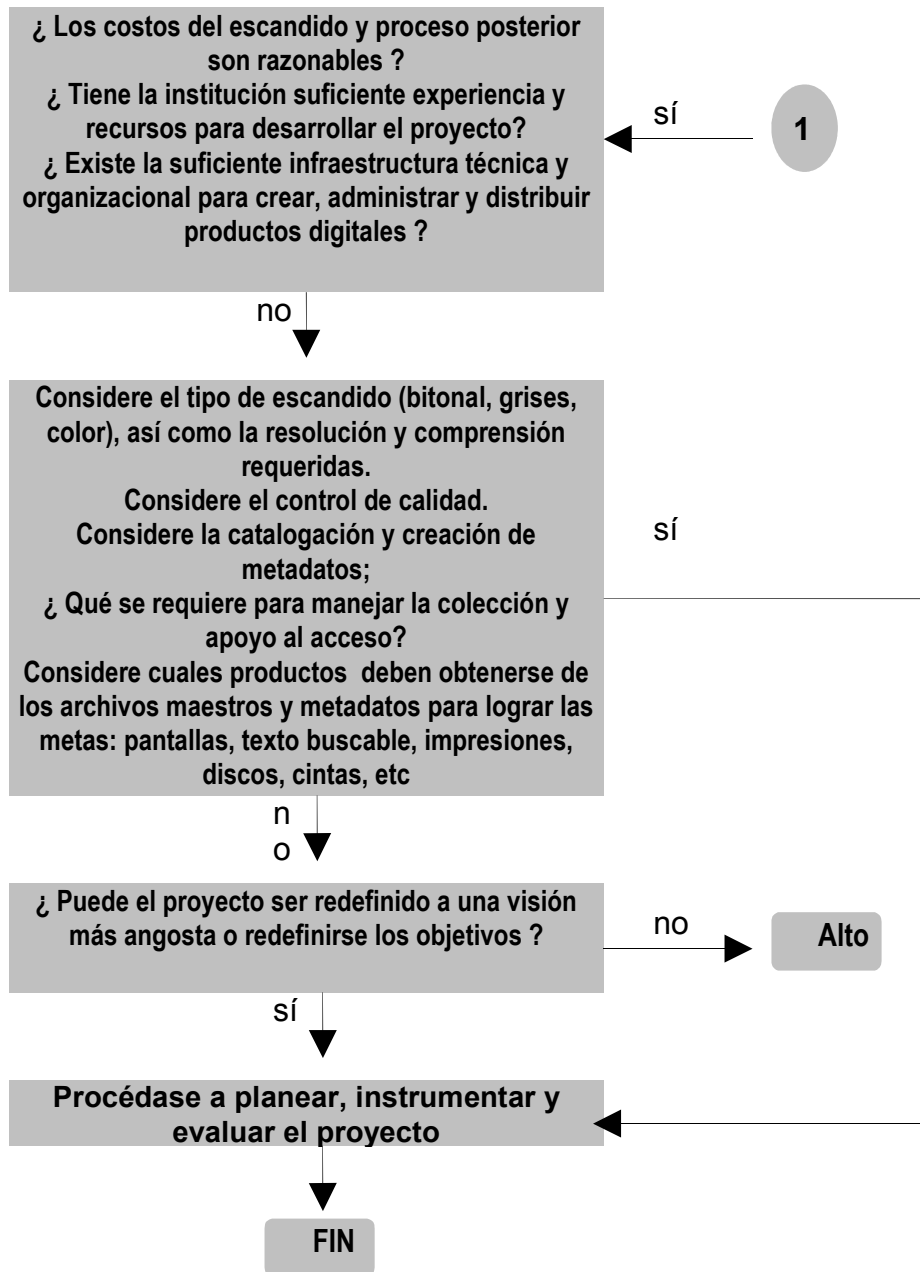 ¿ Los costos del escandido y proceso posterior
son razonables ?
¿ Tiene la institución suficiente experiencia y
recursos para desarrollar el proyecto?
¿ Existe la suficiente infraestructura técnica y
organizacional para crear, administrar y distribuir
productos digitales ?
sí
1
no
Considere el tipo de escandido (bitonal, grises,
color), así como la resolución y comprensión
requeridas.
Considere el control de calidad.
Considere la catalogación y creación de
metadatos;
¿ Qué se requiere para manejar la colección y
apoyo al acceso?
Considere cuales productos deben obtenerse de
los archivos maestros y metadatos para lograr las
metas: pantallas, texto buscable, impresiones,
discos, cintas, etc
sí
n
o
¿ Puede el proyecto ser redefinido a una visión
más angosta o redefinirse los objetivos ?
no
Alto
sí
Procédase a planear, instrumentar y
evaluar el proyecto
FIN